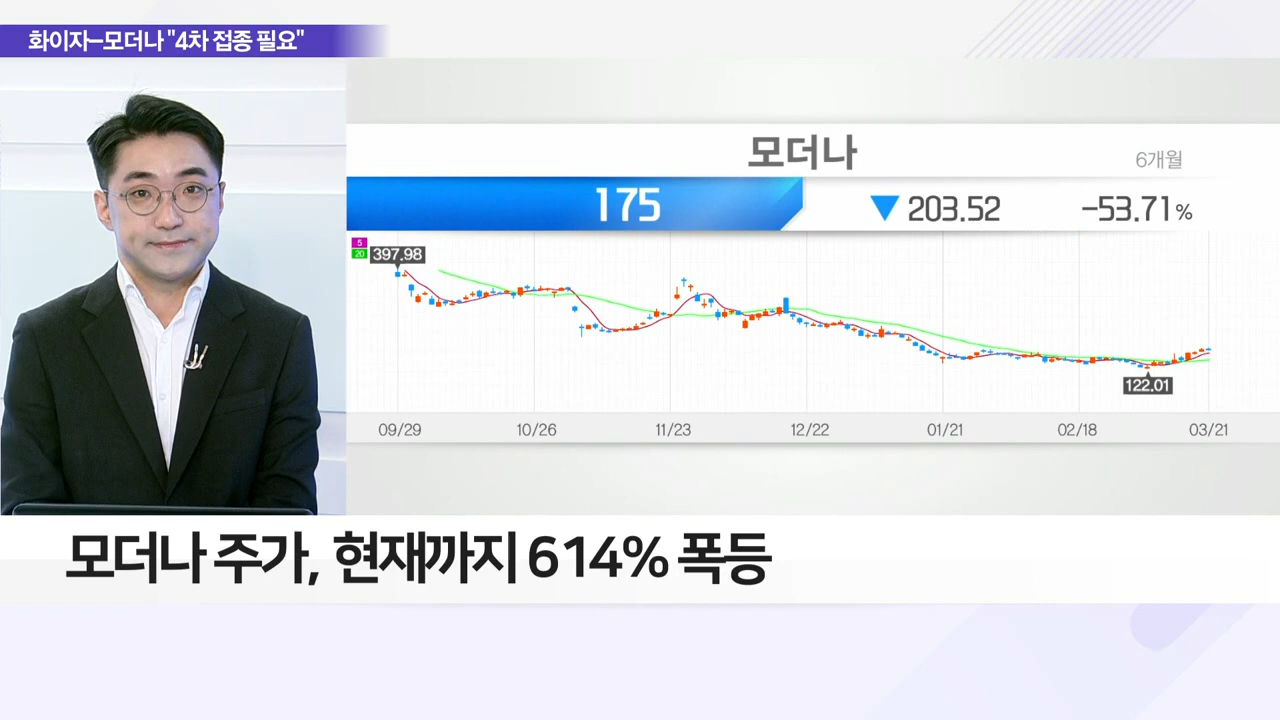 화이자-모더나 "4차 접종 필요"
모더나
6개월
175
▼ 203.52
-53.71%
5
20
397.98
122.01
09/29 10/26 11/23 12/22 01/21 02/18 03/21
모더나 주가, 현재까지 614% 폭등